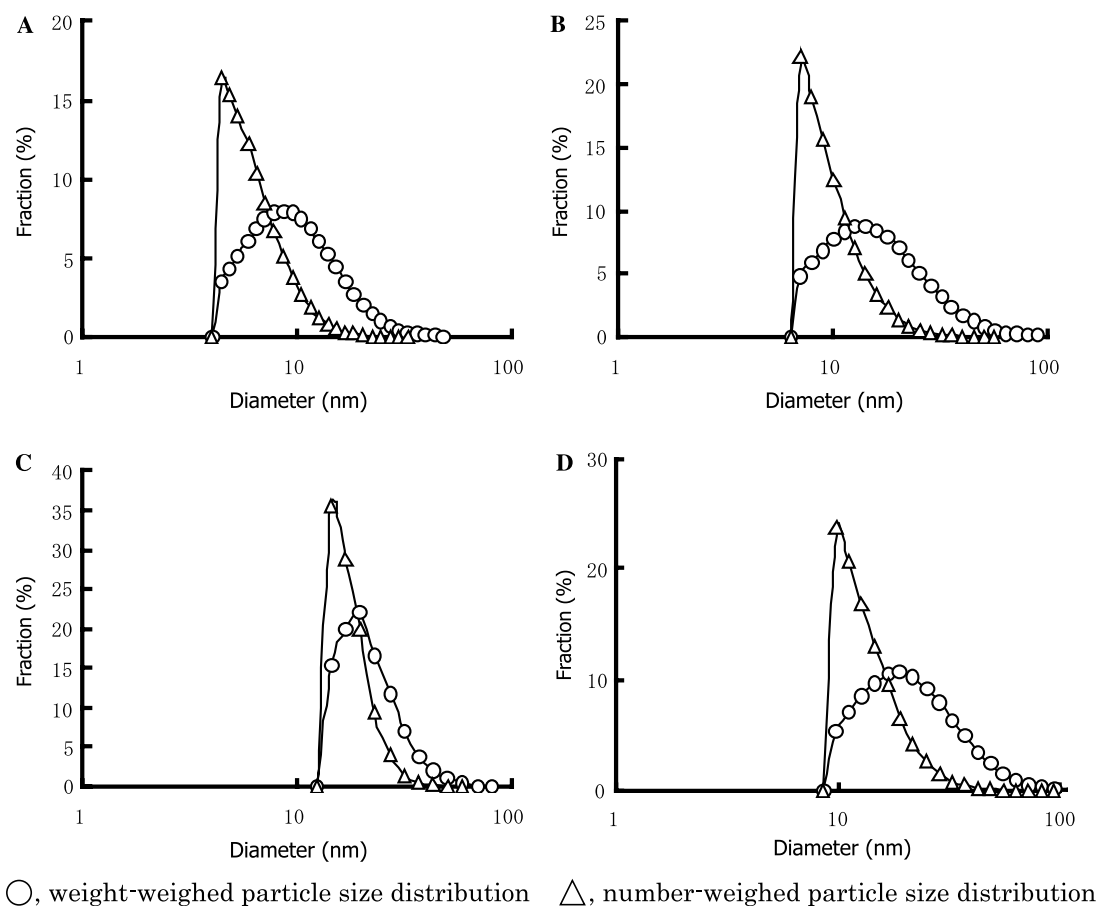 A
20
15
10
5
0
Fraction (%)
1 10 100
Diameter (nm)
B
25
20
15
10
5
0
Fraction (%)
1 10 100
Diameter (nm)
C
40
35
30
25
20
15
10
5
0
Fraction (%)
1 10 100
Diameter (nm)
D
30
20
10
0
Fraction (%)
1 10 100
Diameter (nm)
, weight-weighed particle size distribution
, number-weighed particle size distribution